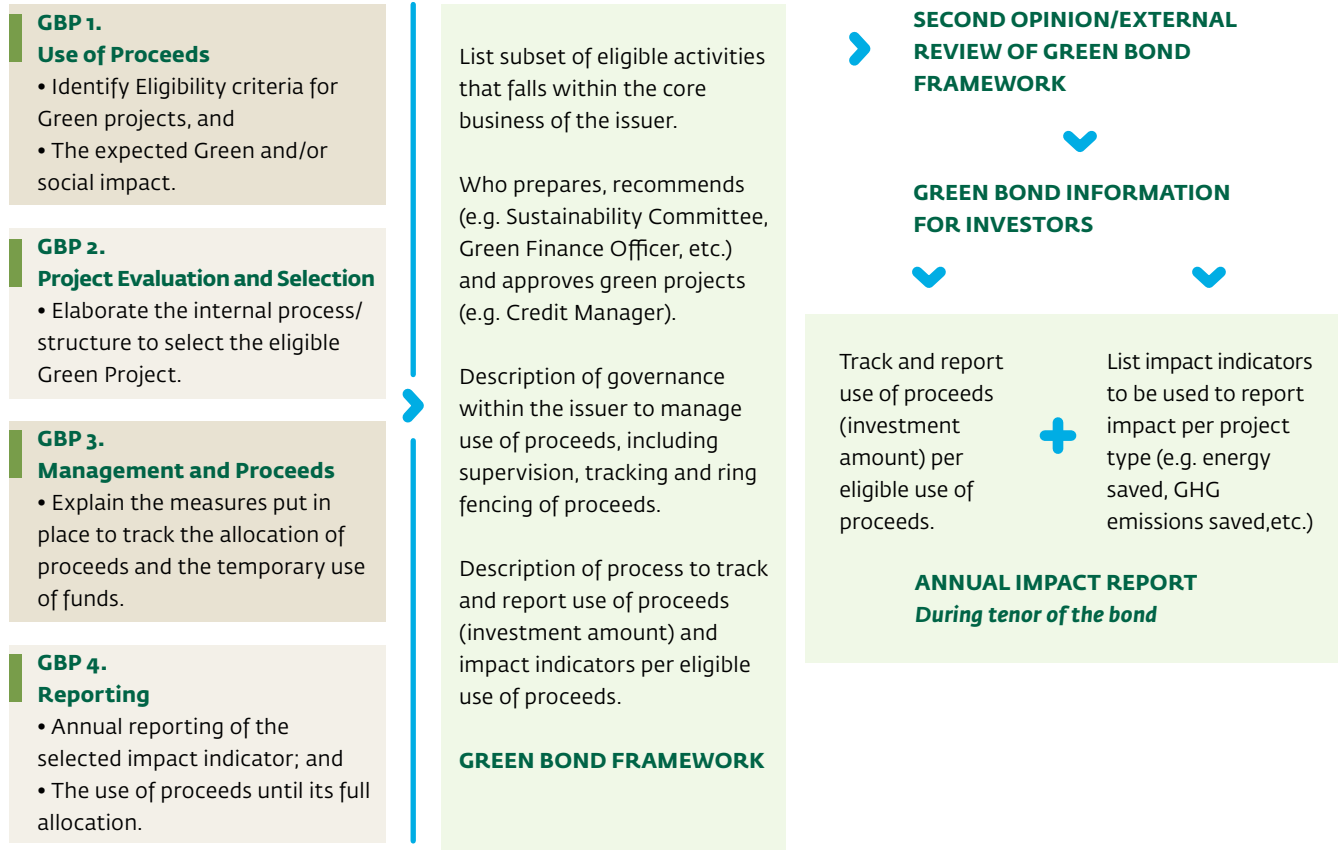 GBP 1.
Use of Proceeds
• Identify Eligibility criteria for
Green projects, and
• The expected Green and/or
social impact.
GBP 2.
Project Evaluation and Selection
• Elaborate the internal process/
structure to select the eligible
Green Project.
GBP 3.
Management and Proceeds
• Explain the measures put in
place to track the allocation of
proceeds and the temporary use
of funds.
GBP 4.
Reporting
• Annual reporting of the
selected impact indicator; and
• The use of proceeds until its full
allocation.
List subset of eligible activities
that falls within the core
business of the issuer.
Who prepares, recommends
(e.g. Sustainability Committee,
Green Finance Officer, etc.)
and approves green projects
(e.g. Credit Manager).
Description of governance
within the issuer to manage
use of proceeds, including
supervision, tracking and ring
fencing of proceeds.
Description of process to track
and report use of proceeds
(investment amount) and
impact indicators per eligible
use of proceeds.
GREEN BOND FRAMEWORK
SECOND OPINION/EXTERNAL
REVIEW OF GREEN BOND
FRAMEWORK
GREEN BOND INFORMATION
FOR INVESTORS
Track and report
use of proceeds
(investment
amount) per
eligible use of
proceeds.
List impact indicators
to be used to report
impact per project
type (e.g. energy
saved, GHG
emissions saved,etc.)
ANNUAL IMPACT REPORT
During tenor of the bond